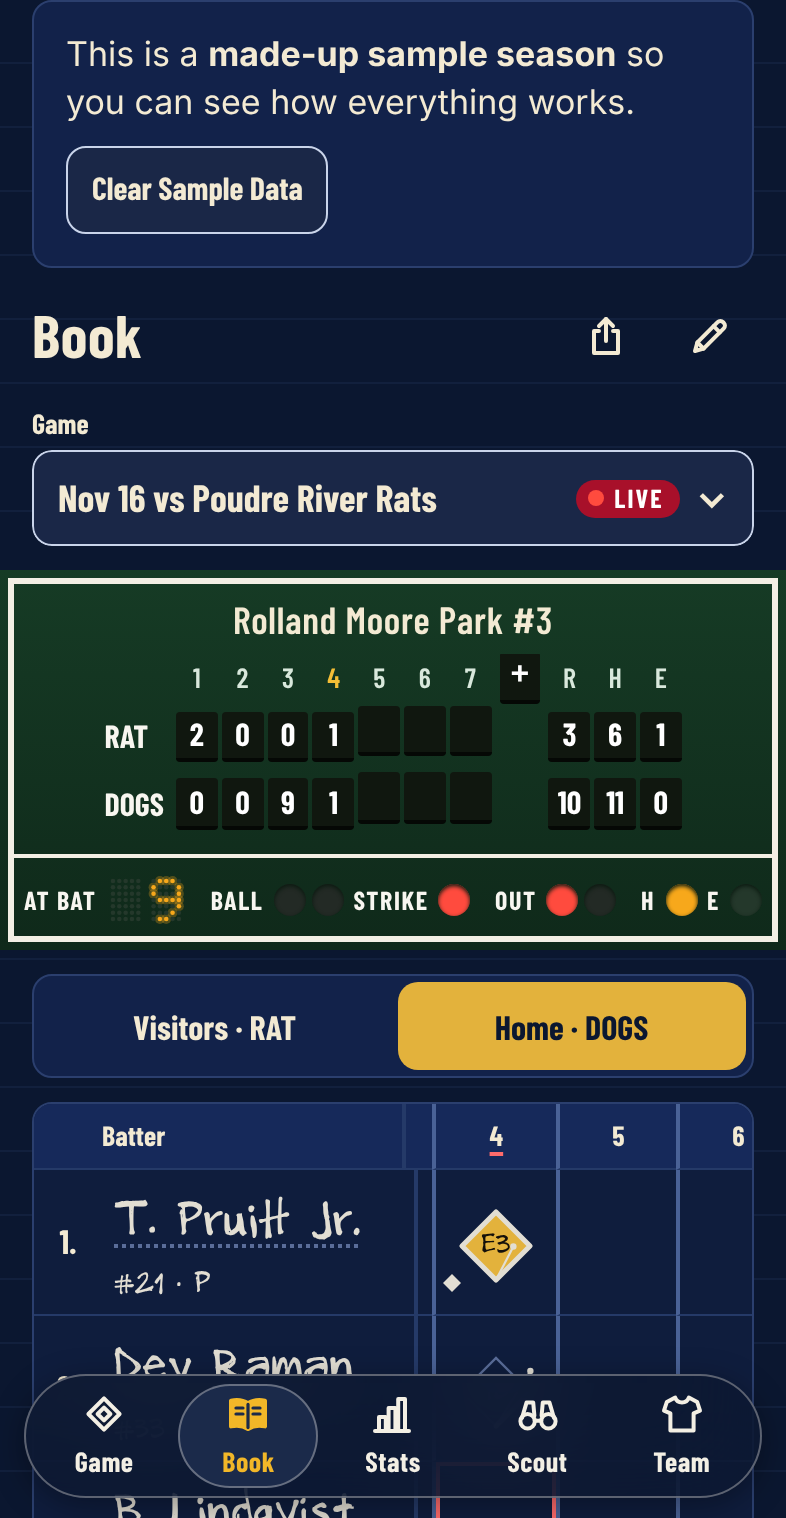 This is a made-up sample season so
you can see how everything works.
Clear Sample Data
Book
Game
Nov 16 vs Poudre River Rats LIVE
Rolland Moore Park #3
1 2 3 4 5 6 7 + R H E
RAT 2 0 0 1 3 6 1
DOGS 0 0 9 1 10 11 0
AT BAT 9 BALL STRIKE OUT H E
Visitors · RAT Home · DOGS
Batter 4 5 6
1. T. Pruitt Jr. E3
#21 · P
Dev Raman
Game Book Stats Scout Team
B. Lindqvist